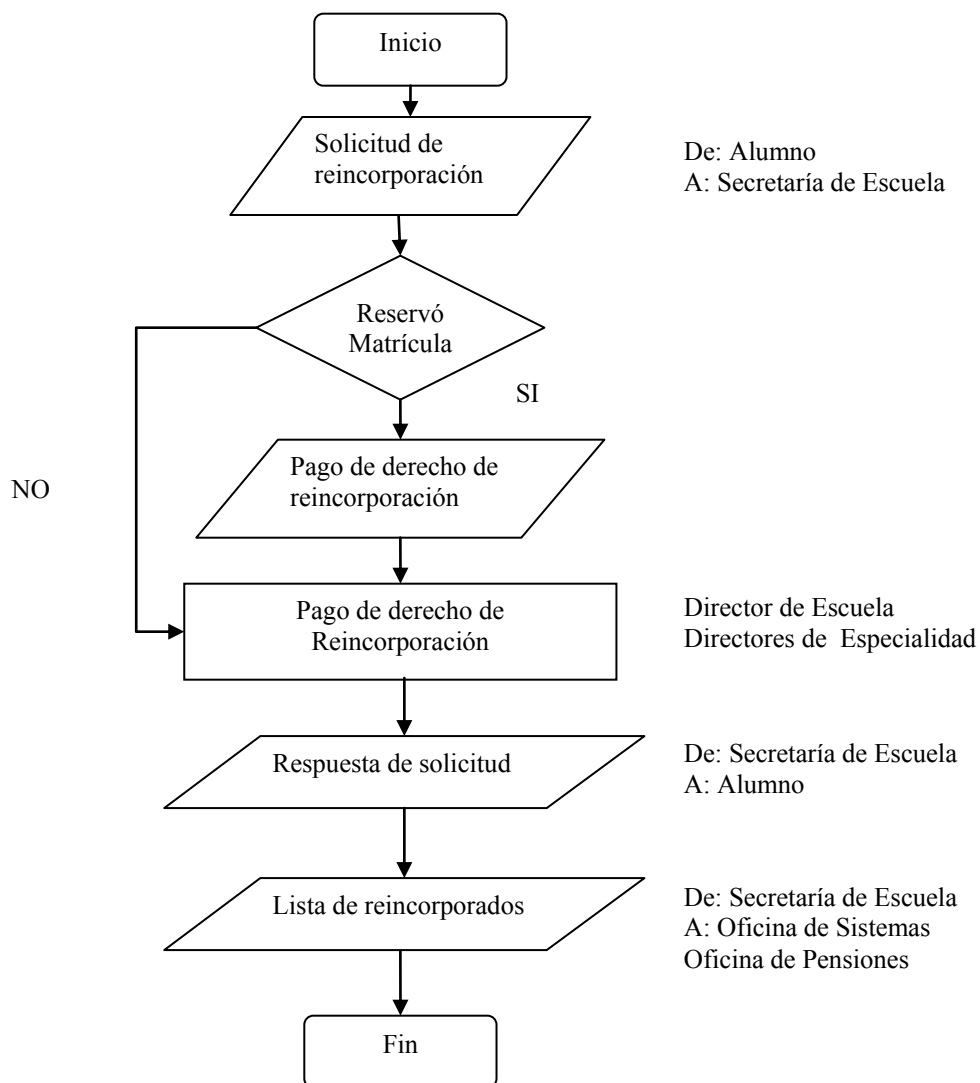 Inicio
Solicitud de
reincorporación
De: Alumno
A: Secretaría de Escuela
Reservó
Matrícula
SI
NO
Pago de derecho de
reincorporación
Pago de derecho de
Reincorporación
Director de Escuela
Directores de Especialidad
Respuesta de solicitud
De: Secretaría de Escuela
A: Alumno
Lista de reincorporados
De: Secretaría de Escuela
A: Oficina de Sistemas
Oficina de Pensiones
Fin